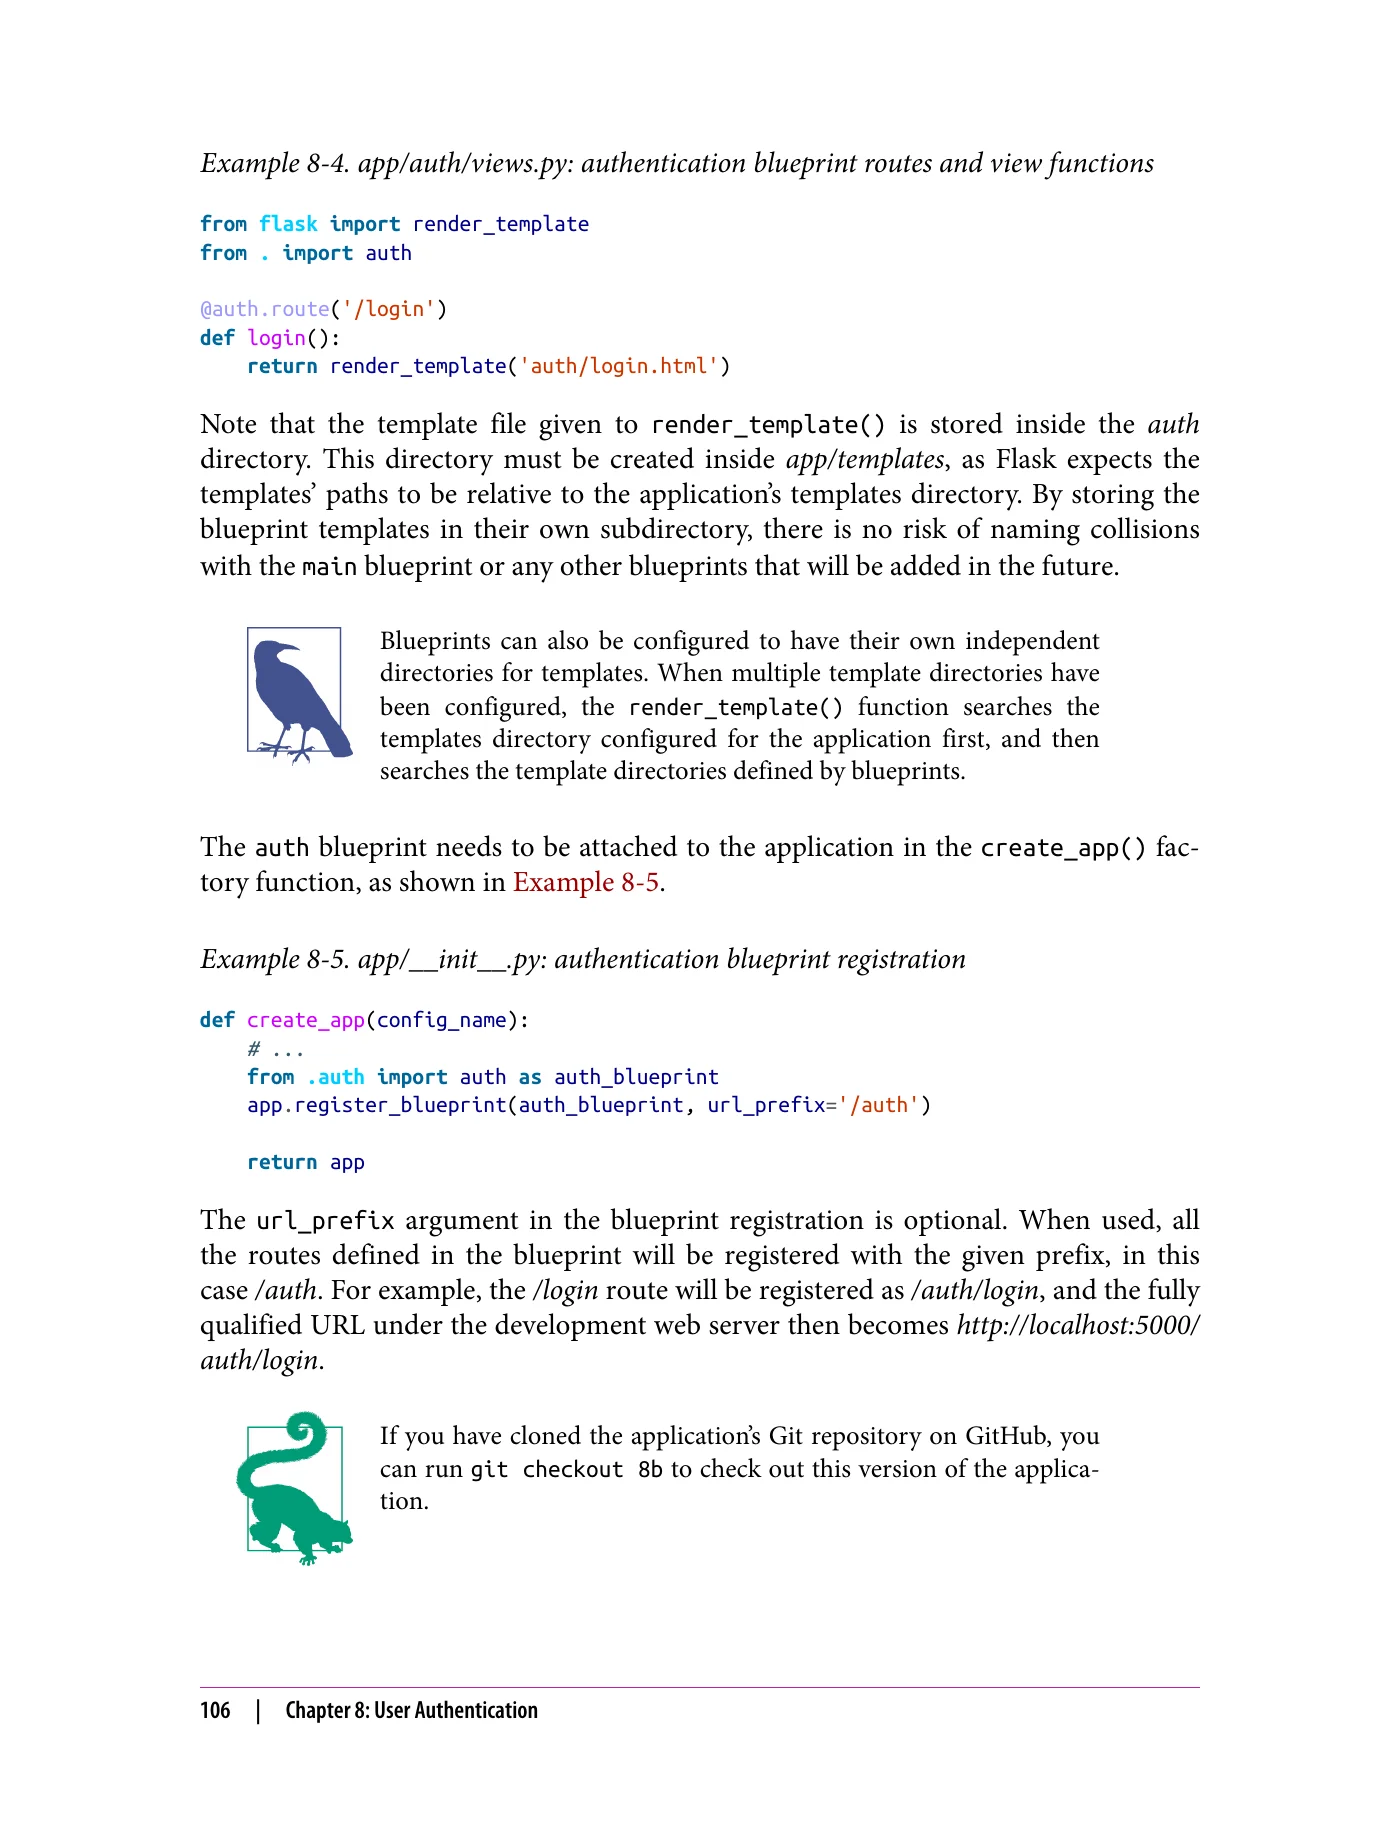 Example 8-4. app/auth/views.py: authentication blueprint routes and view functions
from flask import render_template
from . import auth
@auth.route('/login')
def login():
    return render_template('auth/login.html')
Note that the template file given to render_template() is stored inside the auth
directory. This directory must be created inside app/templates, as Flask expects the
templates’ paths to be relative to the application’s templates directory. By storing the
blueprint templates in their own subdirectory, there is no risk of naming collisions
with the main blueprint or any other blueprints that will be added in the future.
Blueprints can also be configured to have their own independent
directories for templates. When multiple template directories have
been configured, the render_template() function searches the
templates directory configured for the application first, and then
searches the template directories defined by blueprints.
The auth blueprint needs to be attached to the application in the create_app() fac-
tory function, as shown in Example 8-5.
Example 8-5. app/__init__.py: authentication blueprint registration
def create_app(config_name):
    # ...
    from .auth import auth as auth_blueprint
    app.register_blueprint(auth_blueprint, url_prefix='/auth')
    return app
The url_prefix argument in the blueprint registration is optional. When used, all
the routes defined in the blueprint will be registered with the given prefix, in this
case /auth. For example, the /login route will be registered as /auth/login, and the fully
qualified URL under the development web server then becomes http://localhost:5000/
auth/login.
If you have cloned the application’s Git repository on GitHub, you
can run git checkout 8b to check out this version of the applica-
tion.
106 | Chapter 8: User Authentication